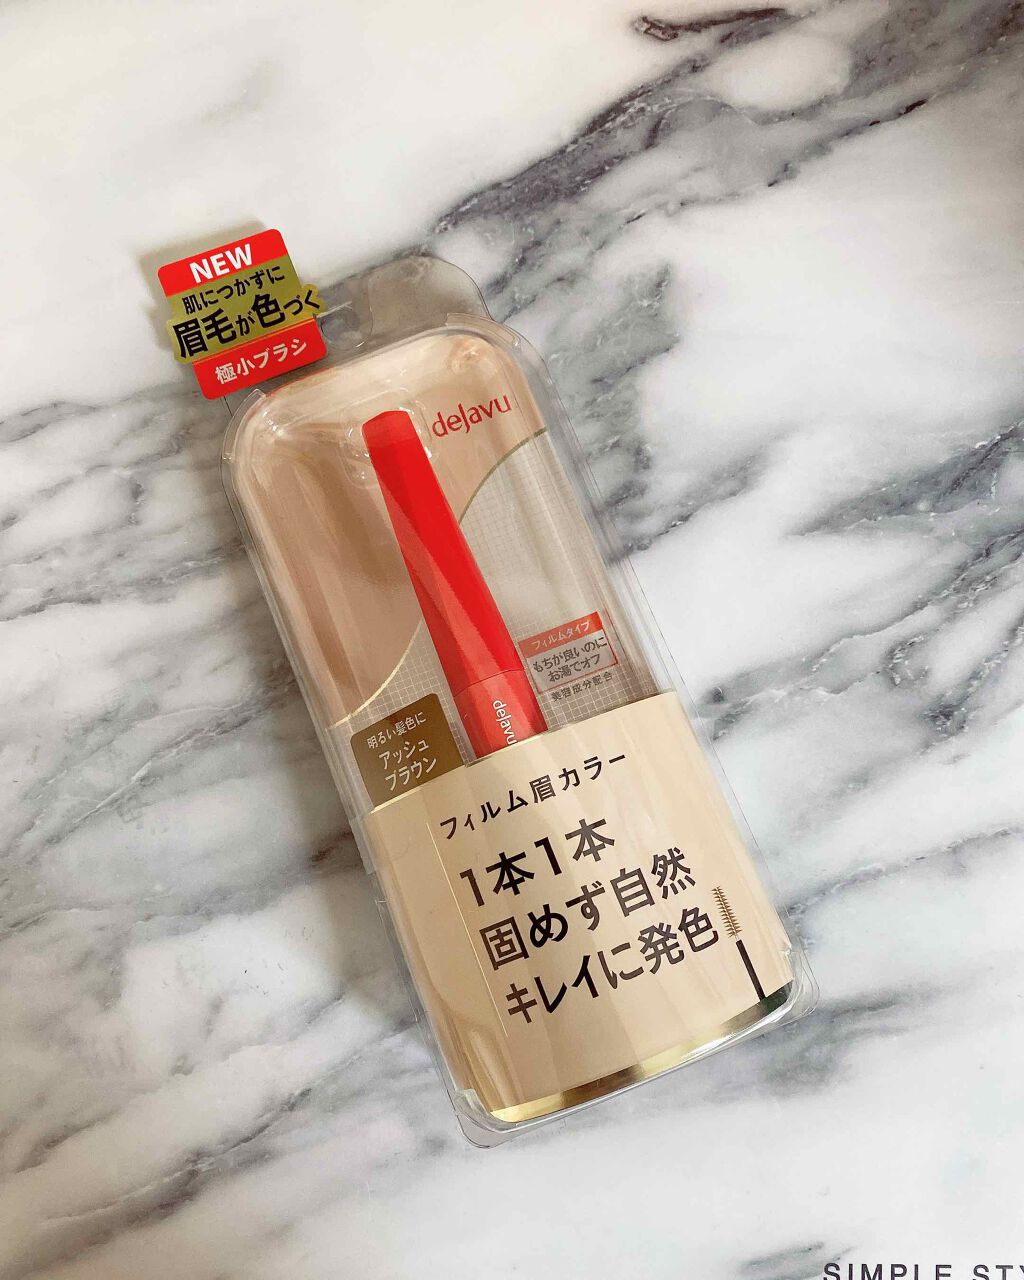 NEW
肌につかずに
眉毛が色づく
極小ブラシ
dejavu
フィルムタイプ
もちが良いのに
お湯でオフ
美容成分配合
dejavu
明るい髪色に
アッシュ
ブラウン
フィルム眉カラー
1本1本
固めず自然
キレイに発色
SIMPLE STY